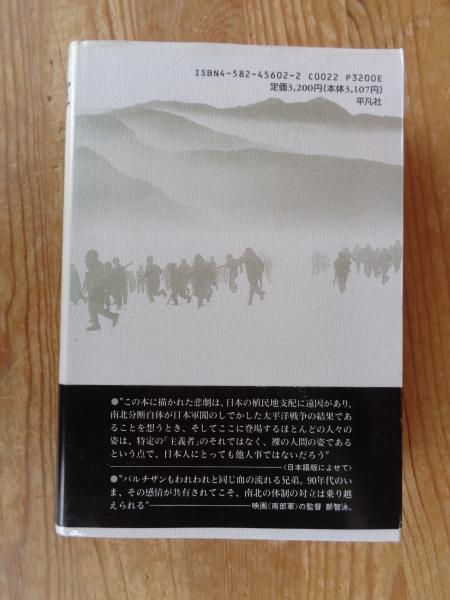 ISBN4-582-45602-2 C0022 P3200E
定価3,200円(本体3,107円)
平凡社
●“この本に描かれた悲劇は、日本の植民地支配に遠因があり、
南北分断自体が日本軍閥のしでかした太平洋戦争の結果であ
ることを想うとき、そしてここに登場するほとんどの人々の
姿は、特定の「主義者」のそれではなく、裸の人間の姿である
という点で、日本人にとっても他人事ではないだろう”
——〈日本語版によせて〉
●“パルチザンもわれわれと同じ血の流れる兄弟。90年代のい
ま、その感情が共有されてこそ、南北の体制の対立は乗り越
えられる”——映画〈南部軍〉の監督 鄭智泳。